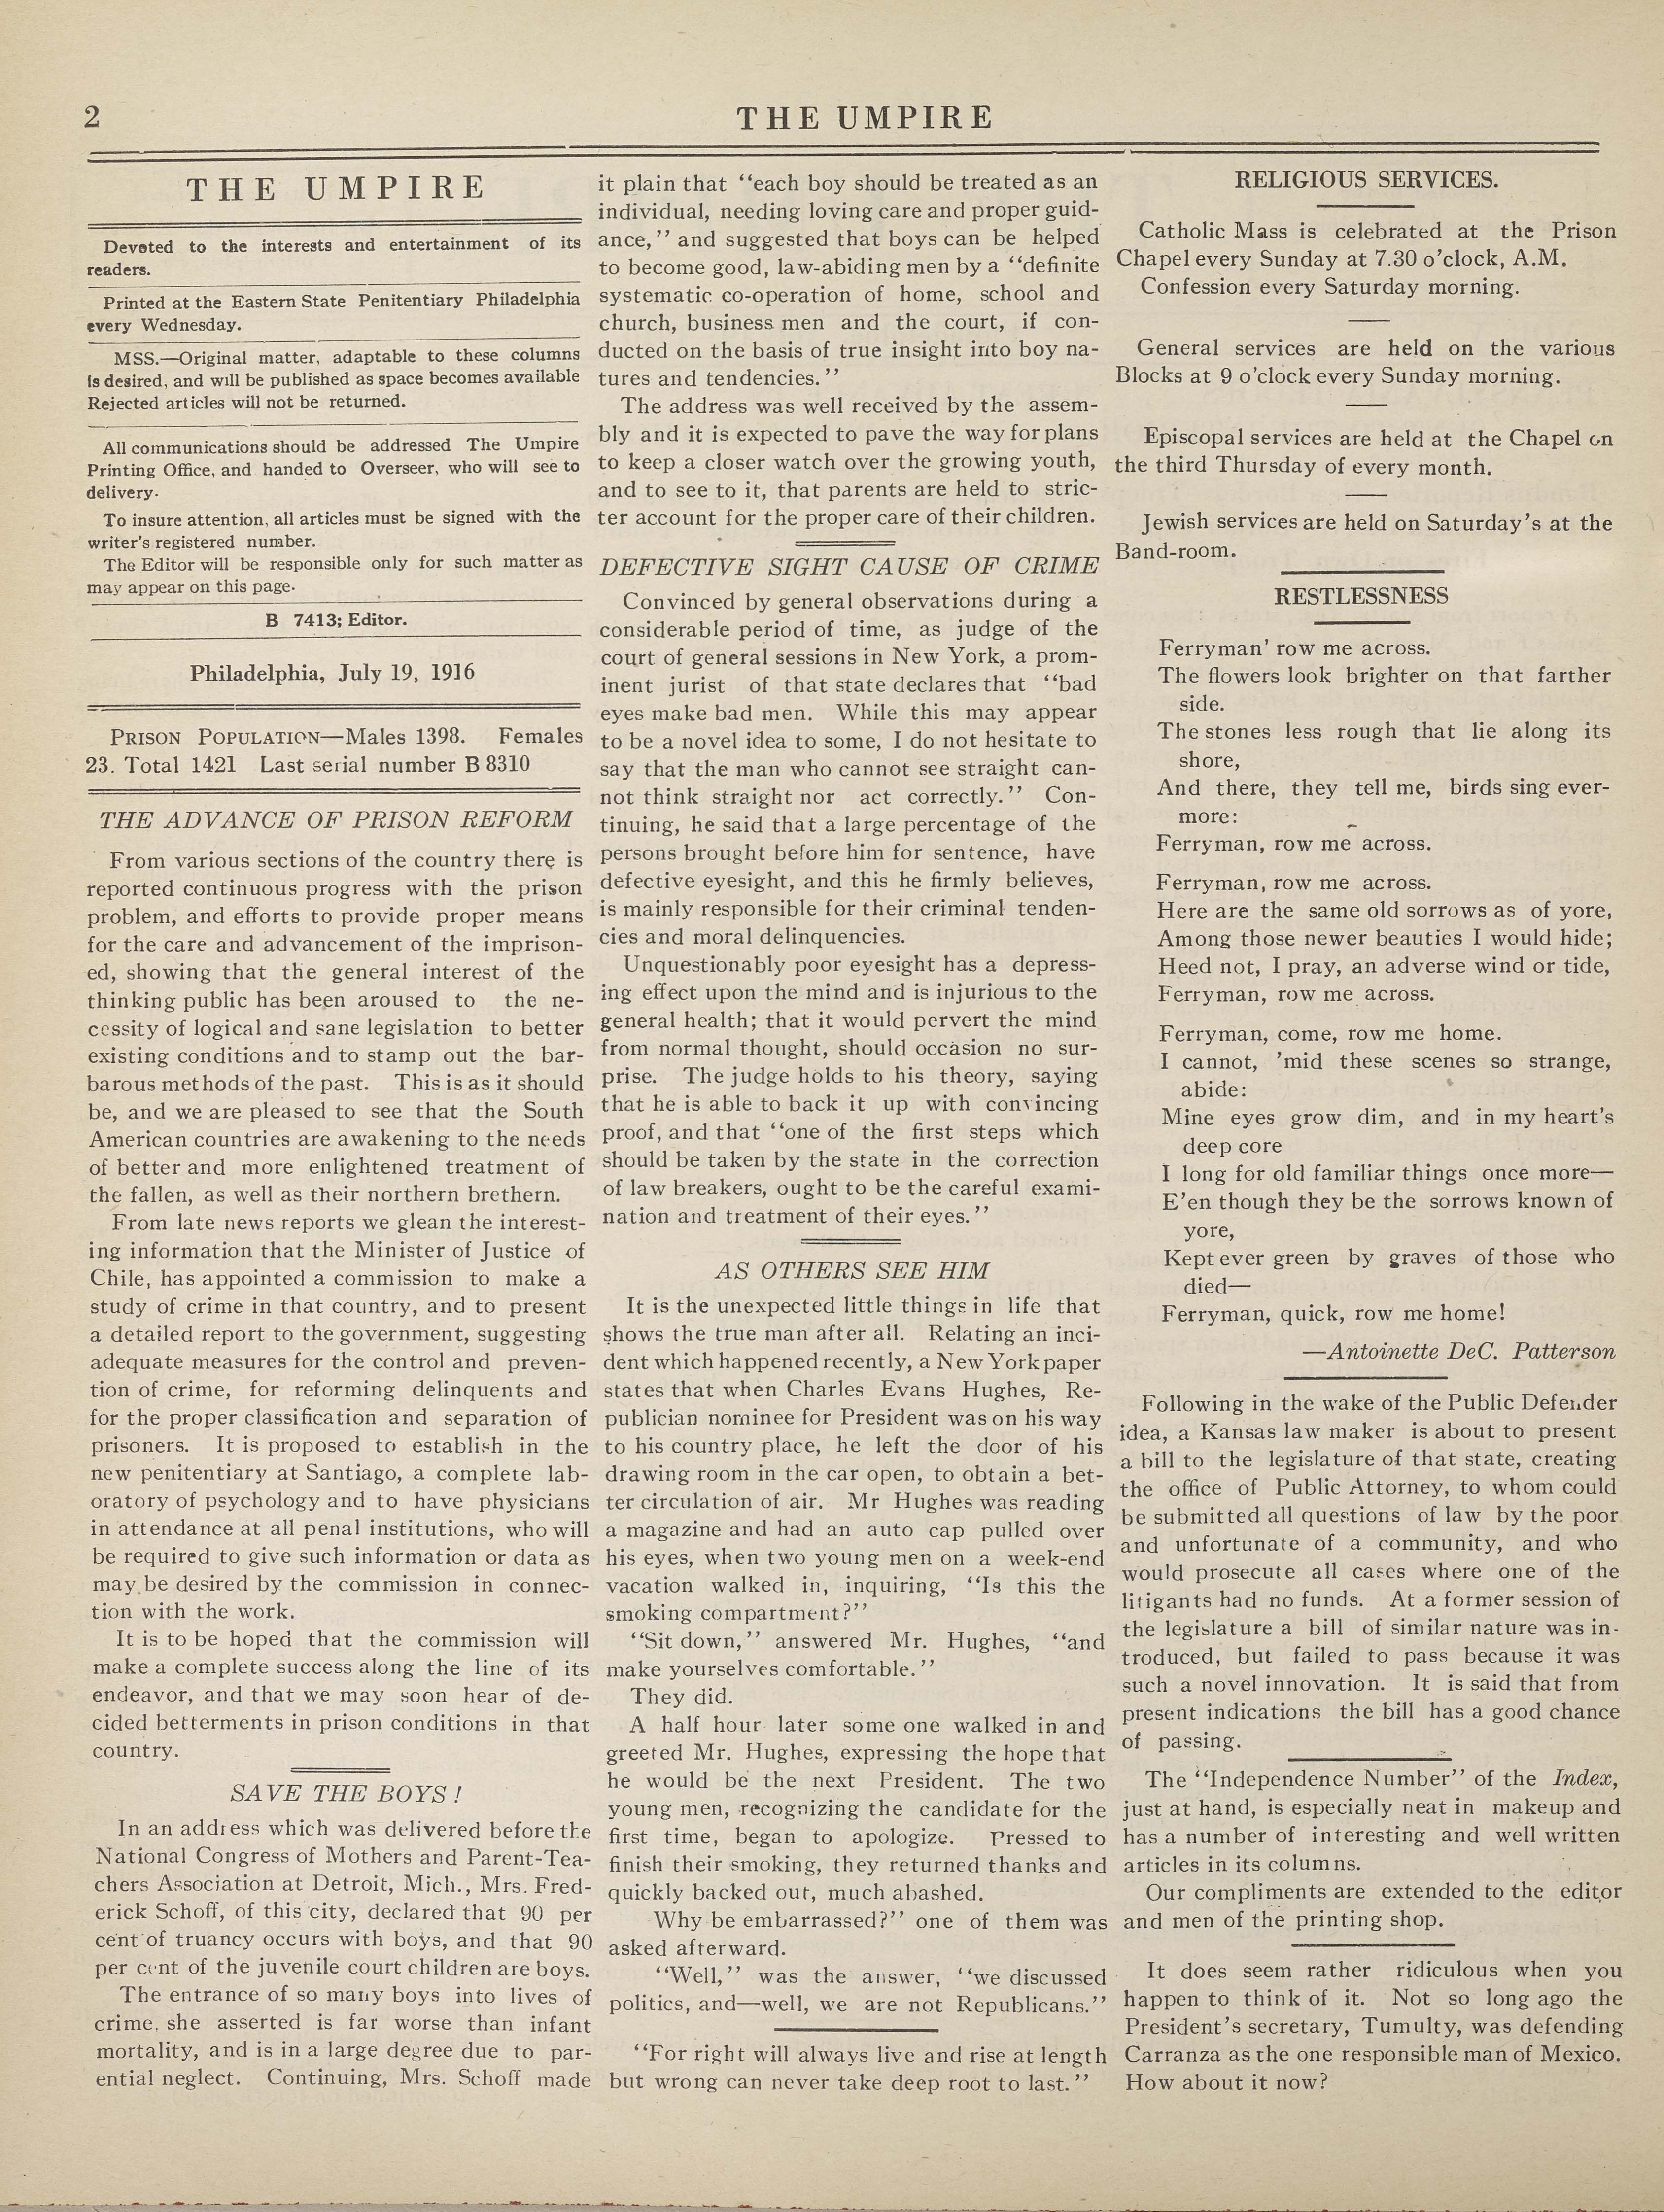 2
THE UMPIRE
THE UMPIRE
Devoted to the interests and entertainment of its
readers.
Printed at the Eastern State Penitentiary Philadelphia
every Wednesday.
MSS.—Original matter, adaptable to these columns
is desired, and will be published as space becomes available
Rejected articles will not be returned.
All communications should be addressed The Umpire
Printing Office, and handed to Overseer, who will see to
delivery.
To insure attention, all articles must be signed with the
writer's registered number.
The Editor will be responsible only for such matter as
may appear on this page.
B 7413; Editor.
Philadelphia, July 19, 1916
PRISON POPULATION—Males 1398. Females
23. Total 1421 Last serial number B 8310
THE ADVANCE OF PRISON REFORM
From various sections of the country there is
reported continuous progress with the prison
problem, and efforts to provide proper means
for the care and advancement of the imprison-
ed, showing that the general interest of the
thinking public has been aroused to the ne-
cessity of logical and sane legislation to better
existing conditions and to stamp out the bar-
barous methods of the past. This is as it should
be, and we are pleased to see that the South
American countries are awakening to the needs
of better and more enlightened treatment of
the fallen, as well as their northern brethern.
From late news reports we glean the interest-
ing information that the Minister of Justice of
Chile, has appointed a commission to make a
study of crime in that country, and to present
a detailed report to the government, suggesting
adequate measures for the control and preven-
tion of crime, for reforming delinquents and
for the proper classification and separation of
prisoners. It is proposed to establish in the
new penitentiary at Santiago, a complete lab-
oratory of psychology and to have physicians
in attendance at all penal institutions, who will
be required to give such information or data as
may be desired by the commission in connec-
tion with the work.
It is to be hoped that the commission will
make a complete success along the line of its
endeavor, and that we may soon hear of de-
cided betterments in prison conditions in that
country.
SAVE THE BOYS!
In an address which was delivered before the
National Congress of Mothers and Parent-Tea-
chers Association at Detroit, Mich., Mrs. Fred-
erick Schoff, of this city, declared that 90 per
cent of truancy occurs with boys, and that 90
per cent of the juvenile court children are boys.
The entrance of so many boys into lives of
crime, she asserted is far worse than infant
mortality, and is in a large degree due to par-
ential neglect. Continuing, Mrs. Schoff made
it plain that "each boy should be treated as an
individual, needing loving care and proper guid-
ance," and suggested that boys can be helped
to become good, law-abiding men by a "definite
systematic co-operation of home, school and
church, business men and the court, if con-
ducted on the basis of true insight into boy na-
tures and tendencies."
The address was well received by the assem-
bly and it is expected to pave the way for plans
to keep a closer watch over the growing youth,
and to see to it, that parents are held to stric-
ter account for the proper care of their children.
DEFECTIVE SIGHT CAUSE OF CRIME
Convinced by general observations during a
considerable period of time, as judge of the
court of general sessions in New York, a prom-
inent jurist of that state declares that "bad
eyes make bad men. While this may appear
to be a novel idea to some, I do not hesitate to
say that the man who cannot see straight can-
not think straight nor act correctly." Con-
tinuing, he said that a large percentage of the
persons brought before him for sentence, have
defective eyesight, and this he firmly believes,
is mainly responsible for their criminal tenden-
cies and moral delinquencies.
Unquestionably poor eyesight has a depress-
ing effect upon the mind and is injurious to the
general health; that it would pervert the mind
from normal thought, should occasion no sur-
prise. The judge holds to his theory, saying
that he is able to back it up with convincing
proof, and that "one of the first steps which
should be taken by the state in the correction
of law breakers, ought to be the careful exami-
nation and treatment of their eyes."
AS OTHERS SEE HIM
It is the unexpected little things in life that
shows the true man after all. Relating an inci-
dent which happened recently, a New York paper
states that when Charles Evans Hughes, Re-
publician nominee for President was on his way
to his country place, he left the door of his
drawing room in the car open, to obtain a bet-
ter circulation of air. Mr Hughes was reading
a magazine and had an auto cap pulled over
his eyes, when two young men on a week-end
vacation walked in, inquiring, "Is this the
smoking compartment?"
"Sit down," answered Mr. Hughes, "and
make yourselves comfortable."
They did.
A half hour later some one walked in and
greeted Mr. Hughes, expressing the hope that
he would be the next President. The two
young men, recognizing the candidate for the
first time, began to apologize. Pressed to
finish their smoking, they returned thanks and
quickly backed out, much abashed.
Why be embarrassed?" one of them was
asked afterward.
"Well," was the answer, "we discussed
politics, and—well, we are not Republicans."
"For right will always live and rise at length
but wrong can never take deep root to last."
RELIGIOUS SERVICES.
Catholic Mass is celebrated at the Prison
Chapel every Sunday at 7.30 o'clock, A.M.
Confession every Saturday morning.
General services are held on the various
Blocks at 9 o'clock every Sunday morning.
Episcopal services are held at the Chapel on
the third Thursday of every month.
Jewish services are held on Saturday's at the
Band-room.
RESTLESSNESS
Ferryman' row me across.
The flowers look brighter on that farther
side.
The stones less rough that lie along its
shore,
And there, they tell me, birds sing ever-
more:
Ferryman, row me across.
Ferryman, row me across.
Here are the same old sorrows as of yore,
Among those newer beauties I would hide;
Heed not, I pray, an adverse wind or tide,
Ferryman, row me across.
Ferryman, come, row me home.
I cannot, 'mid these scenes so strange,
abide:
Mine eyes grow dim, and in my heart's
deep core
I long for old familiar things once more—
E'en though they be the sorrows known of
yore,
Kept ever green by graves of those who
died—
Ferryman, quick, row me home!
—Antoinette DeC. Patterson
Following in the wake of the Public Defender
idea, a Kansas law maker is about to present
a bill to the legislature of that state, creating
the office of Public Attorney, to whom could
be submitted all questions of law by the poor
and unfortunate of a community, and who
would prosecute all cases where one of the
litigants had no funds. At a former session of
the legislature a bill of similar nature was in-
troduced, but failed to pass because it was
such a novel innovation. It is said that from
present indications the bill has a good chance
of passing.
The "Independence Number" of the Index,
just at hand, is especially neat in makeup and
has a number of interesting and well written
articles in its columns.
Our compliments are extended to the editor
and men of the printing shop.
It does seem rather ridiculous when you
happen to think of it. Not so long ago the
President's secretary, Tumulty, was defending
Carranza as the one responsible man of Mexico.
How about it now?